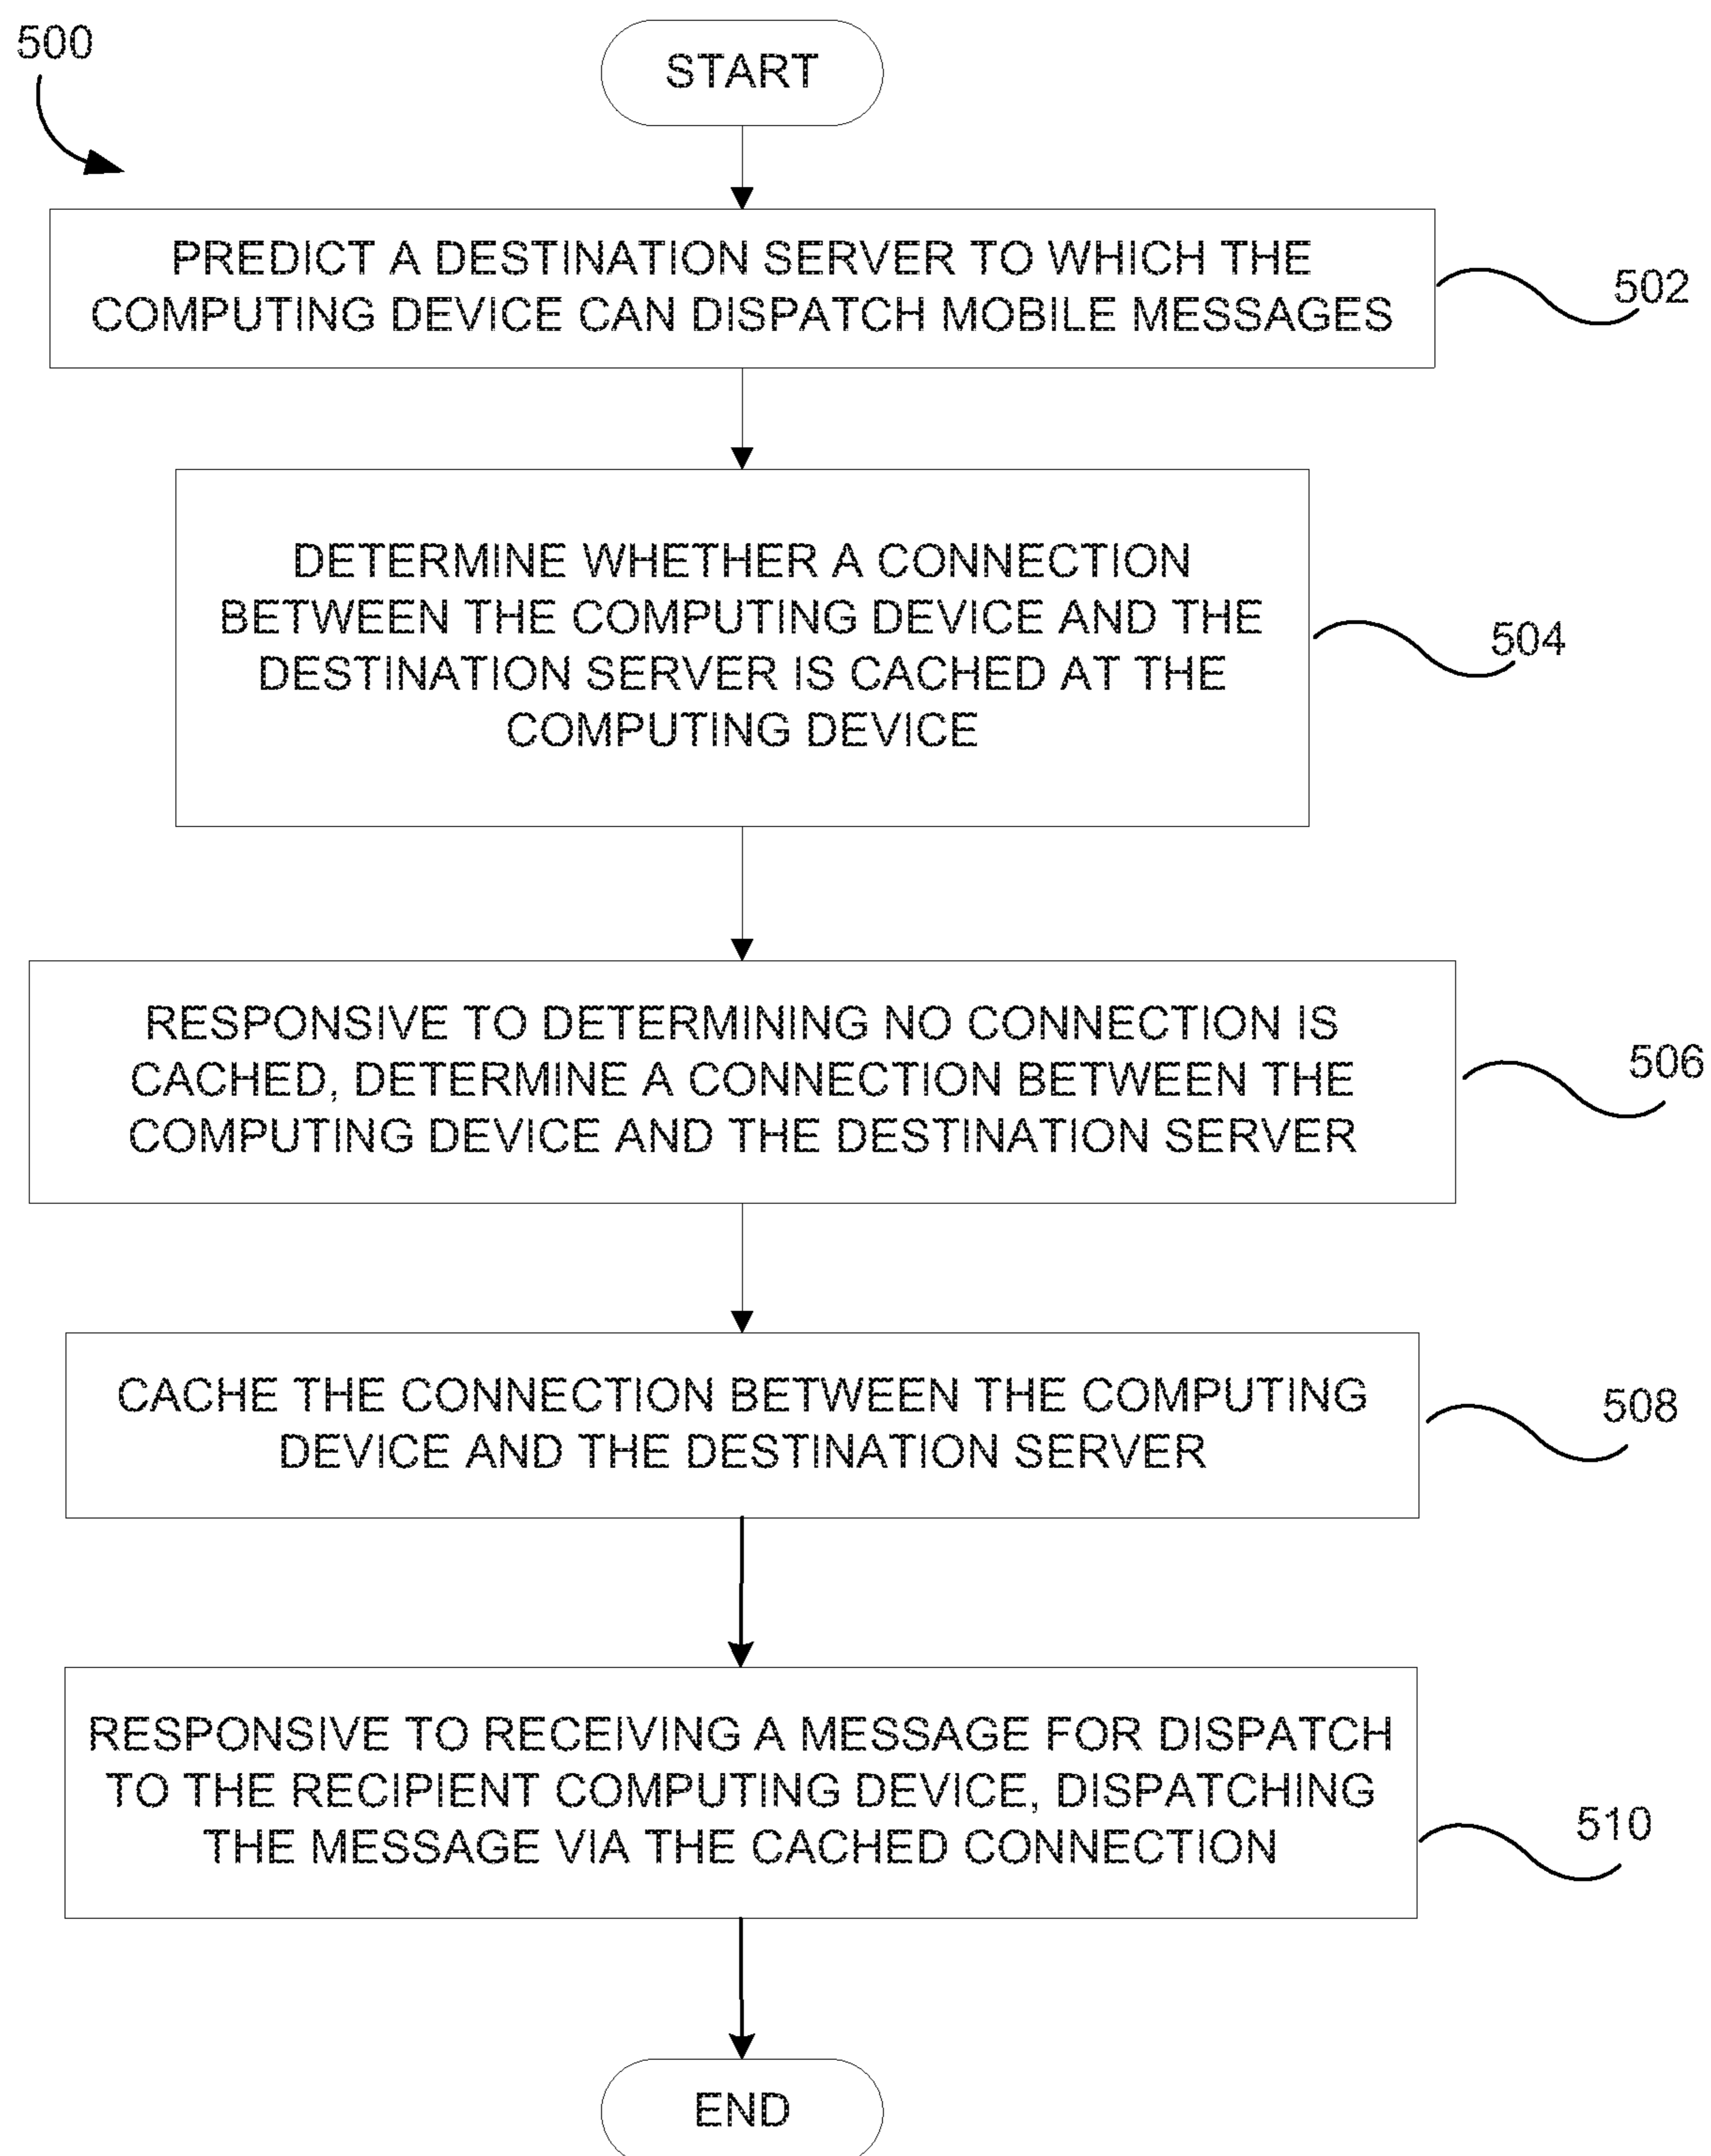 500
START
PREDICT A DESTINATION SERVER TO WHICH THE
COMPUTING DEVICE CAN DISPATCH MOBILE MESSAGES
502
DETERMINE WHETHER A CONNECTION
BETWEEN THE COMPUTING DEVICE AND THE
DESTINATION SERVER IS CACHED AT THE
COMPUTING DEVICE
504
RESPONSIVE TO DETERMINING NO CONNECTION IS
CACHED, DETERMINE A CONNECTION BETWEEN THE
COMPUTING DEVICE AND THE DESTINATION SERVER
506
CACHE THE CONNECTION BETWEEN THE COMPUTING
DEVICE AND THE DESTINATION SERVER
508
RESPONSIVE TO RECEIVING A MESSAGE FOR DISPATCH
TO THE RECIPIENT COMPUTING DEVICE, DISPATCHING
THE MESSAGE VIA THE CACHED CONNECTION
510
END